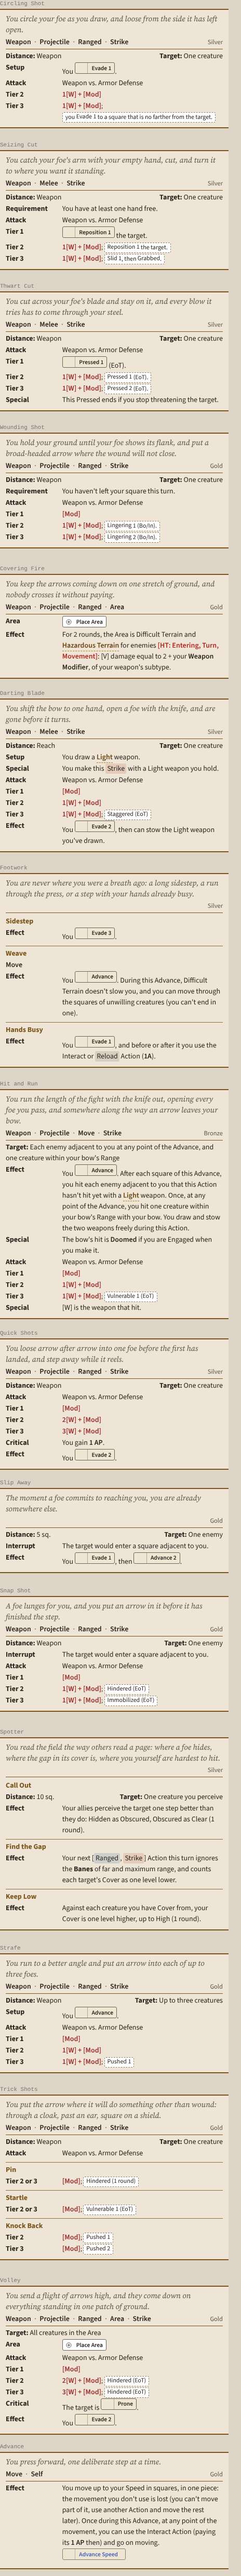 Circling Shot
You circle your foe as you draw, and loose from the side it has left
open.
Weapon · Projectile · Ranged · Strike Silver
Distance: Weapon Target: One creature
Setup You Evade 1.
Attack Weapon vs. Armor Defense
Tier 2 1[W] + [Mod]
Tier 3 1[W] + [Mod];
you Evade 1 to a square that is no farther from the target.
Seizing Cut
You catch your foe's arm with your empty hand, cut, and turn it
to where you want it standing.
Weapon · Melee · Strike Silver
Distance: Weapon Target: One creature
Requirement You have at least one hand free.
Attack Weapon vs. Armor Defense
Tier 1 Reposition 1 the target.
Tier 2 1[W] + [Mod]; Reposition 1 the target.
Tier 3 1[W] + [Mod]; Slid 1, then Grabbed.
Thwart Cut
You cut across your foe's blade and stay on it, and every blow it
tries has to come through your steel.
Weapon · Melee · Strike Silver
Distance: Weapon Target: One creature
Attack Weapon vs. Armor Defense
Tier 1 Pressed 1 (EoT).
Tier 2 1[W] + [Mod]; Pressed 1 (EoT).
Tier 3 1[W] + [Mod]; Pressed 2 (EoT).
Special This Pressed ends if you stop threatening the target.
Wounding Shot
You hold your ground until your foe shows its flank, and put a
broad-headed arrow where the wound will not close.
Weapon · Projectile · Ranged · Strike Gold
Distance: Weapon Target: One creature
Requirement You haven't left your square this turn.
Attack Weapon vs. Armor Defense
Tier 1 [Mod]
Tier 2 1[W] + [Mod]; Lingering 1 (Bo/In).
Tier 3 1[W] + [Mod]; Lingering 2 (Bo/In).
Covering Fire
You keep the arrows coming down on one stretch of ground, and
nobody crosses it without paying.
Weapon · Projectile · Ranged · Area Gold
Area Place Area
Effect For 2 rounds, the Area is Difficult Terrain and
Hazardous Terrain for enemies [HT: Entering, Turn,
Movement]: [V] damage equal to 2 + your Weapon
Modifier, of your weapon's subtype.
Darting Blade
You shift the bow to one hand, open a foe with the knife, and are
gone before it turns.
Weapon · Melee · Strike Silver
Distance: Reach Target: One creature
Setup You draw a Light weapon.
Special You make this Strike with a Light weapon you hold.
Attack Weapon vs. Armor Defense
Tier 1 [Mod]
Tier 2 1[W] + [Mod]
Tier 3 1[W] + [Mod]; Staggered (EoT)
Effect You Evade 2, then can stow the Light weapon
you've drawn.
Footwork
You are never where you were a breath ago: a long sidestep, a run
through the press, or a step with your hands already busy.
Silver
Sidestep
Effect You Evade 3.
Weave
Move
Effect You Advance. During this Advance, Difficult
Terrain doesn't slow you, and you can move through
the squares of unwilling creatures (you can't end in
one).
Hands Busy
Effect You Evade 1, and before or after it you use the
Interact or Reload Action (1A).
Hit and Run
You run the length of the fight with the knife out, opening every
foe you pass, and somewhere along the way an arrow leaves your
bow.
Weapon · Projectile · Move · Strike Bronze
Target: Each enemy adjacent to you at any point of the Advance, and
one creature within your bow's Range
Effect You Advance. After each square of this Advance,
you hit each enemy adjacent to you that this Action
hasn't hit yet with a Light weapon. Once, at any
point of the Advance, you hit one creature within
your bow's Range with your Bow. You draw and stow
the two weapons freely during this Action.
Special The bow's hit is Doomed if you are Engaged when
you make it.
Tier 1 [Mod]
Tier 2 1[W] + [Mod]
Tier 3 1[W] + [Mod]; Vulnerable 1 (EoT)
Special [W] is the weapon that hit.
Quick Shots
You loose arrow after arrow into one foe before the first has
landed, and step away while it reels.
Weapon · Projectile · Ranged · Strike Gold
Distance: Weapon Target: One creature
Attack Weapon vs. Armor Defense
Tier 1 [Mod]
Tier 2 2[W] + [Mod]
Tier 3 3[W] + [Mod]
Critical You gain 1 AP.
Effect You Evade 2.
Slip Away
The moment a foe commits to reaching you, you are already
somewhere else.
Gold
Distance: 5 sq. Target: One enemy
Interrupt The target would enter a square adjacent to you.
Effect You Evade 1, then Advance 2.
Snap Shot
A foe lunges for you, and you put an arrow in it before it has
finished the step.
Weapon · Projectile · Ranged · Strike Gold
Distance: Weapon Target: One enemy
Interrupt The target would enter a square adjacent to you.
Attack Weapon vs. Armor Defense
Tier 1 [Mod]
Tier 2 1[W] + [Mod]; Hindered (EoT)
Tier 3 1[W] + [Mod]; Immobilized (EoT)
Spotter
You read the field the way others read a page: where a foe hides,
where the gap in its cover is, where you yourself are hardest to hit.
Silver
Call Out
Distance: 10 sq. Target: One creature you perceive
Effect Your allies perceive the target one step better than
they do: Hidden as Obscured, Obscured as Clear (1
round).
Find the Gap
Effect Your next [Ranged, Strike] Action this turn ignores
the Banes of far and maximum range, and counts
each target's Cover as one level lower.
Keep Low
Effect Against each creature you have Cover from, your
Cover is one level higher, up to High (1 round).
Strafe
You run to a better angle and put an arrow into each of up to
three foes.
Weapon · Projectile · Ranged · Strike Gold
Distance: Weapon Target: Up to three creatures
Setup You Advance.
Attack Weapon vs. Armor Defense
Tier 1 [Mod]
Tier 2 1[W] + [Mod]
Tier 3 1[W] + [Mod]; Pushed 1
Trick Shots
You put the arrow where it will do something other than wound:
through a cloak, past an ear, square on a shield.
Weapon · Projectile · Ranged · Strike Gold
Distance: Weapon Target: One creature
Attack Weapon vs. Armor Defense
Pin
Tier 2 or 3 [Mod]; Hindered (1 round)
Startle
Tier 2 or 3 [Mod]; Vulnerable 1 (EoT)
Knock Back
Tier 2 [Mod]; Pushed 1
Tier 3 [Mod]; Pushed 2
Volley
You send a flight of arrows high, and they come down on
everything standing in one patch of ground.
Weapon · Projectile · Ranged · Area · Strike Gold
Target: All creatures in the Area
Area Place Area
Attack Weapon vs. Armor Defense
Tier 1 [Mod]
Tier 2 2[W] + [Mod]; Hindered (EoT)
Tier 3 3[W] + [Mod]; Hindered (EoT)
Critical The target is Prone.
Effect You Evade 2.
Advance
You press forward, one deliberate step at a time.
Move · Self Gold
Effect You move up to your Speed in squares, in one piece:
the movement you don't use is lost (you can't move
part of it, use another Action and move the rest
later). Once during this Advance, at any point of the
movement, you can use the Interact Action (paying
its 1 AP then) and go on moving.
Advance Speed